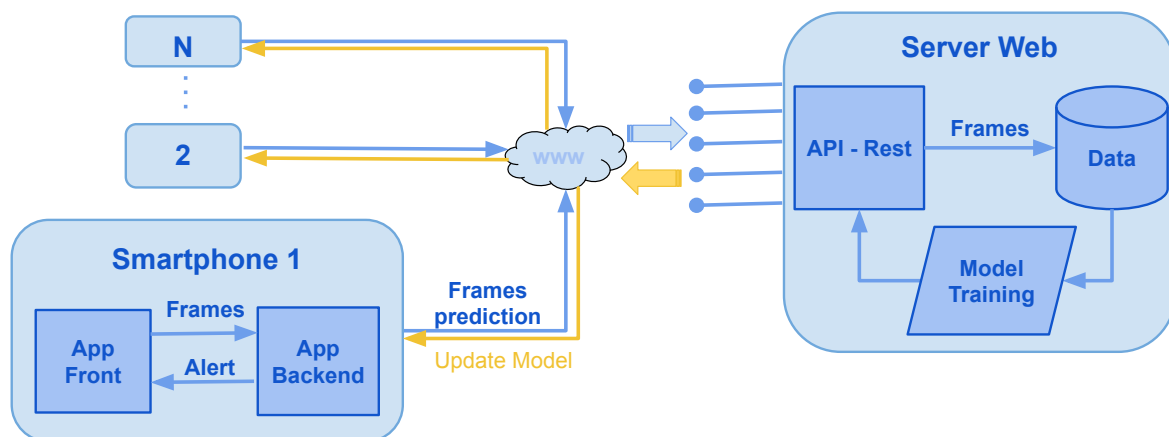 N
2
Smartphone 1
Frames
App
Front
Alert
App
Backend
Frames
prediction
Update Model
www
Server Web
API - Rest
Frames
Data
Model
Training